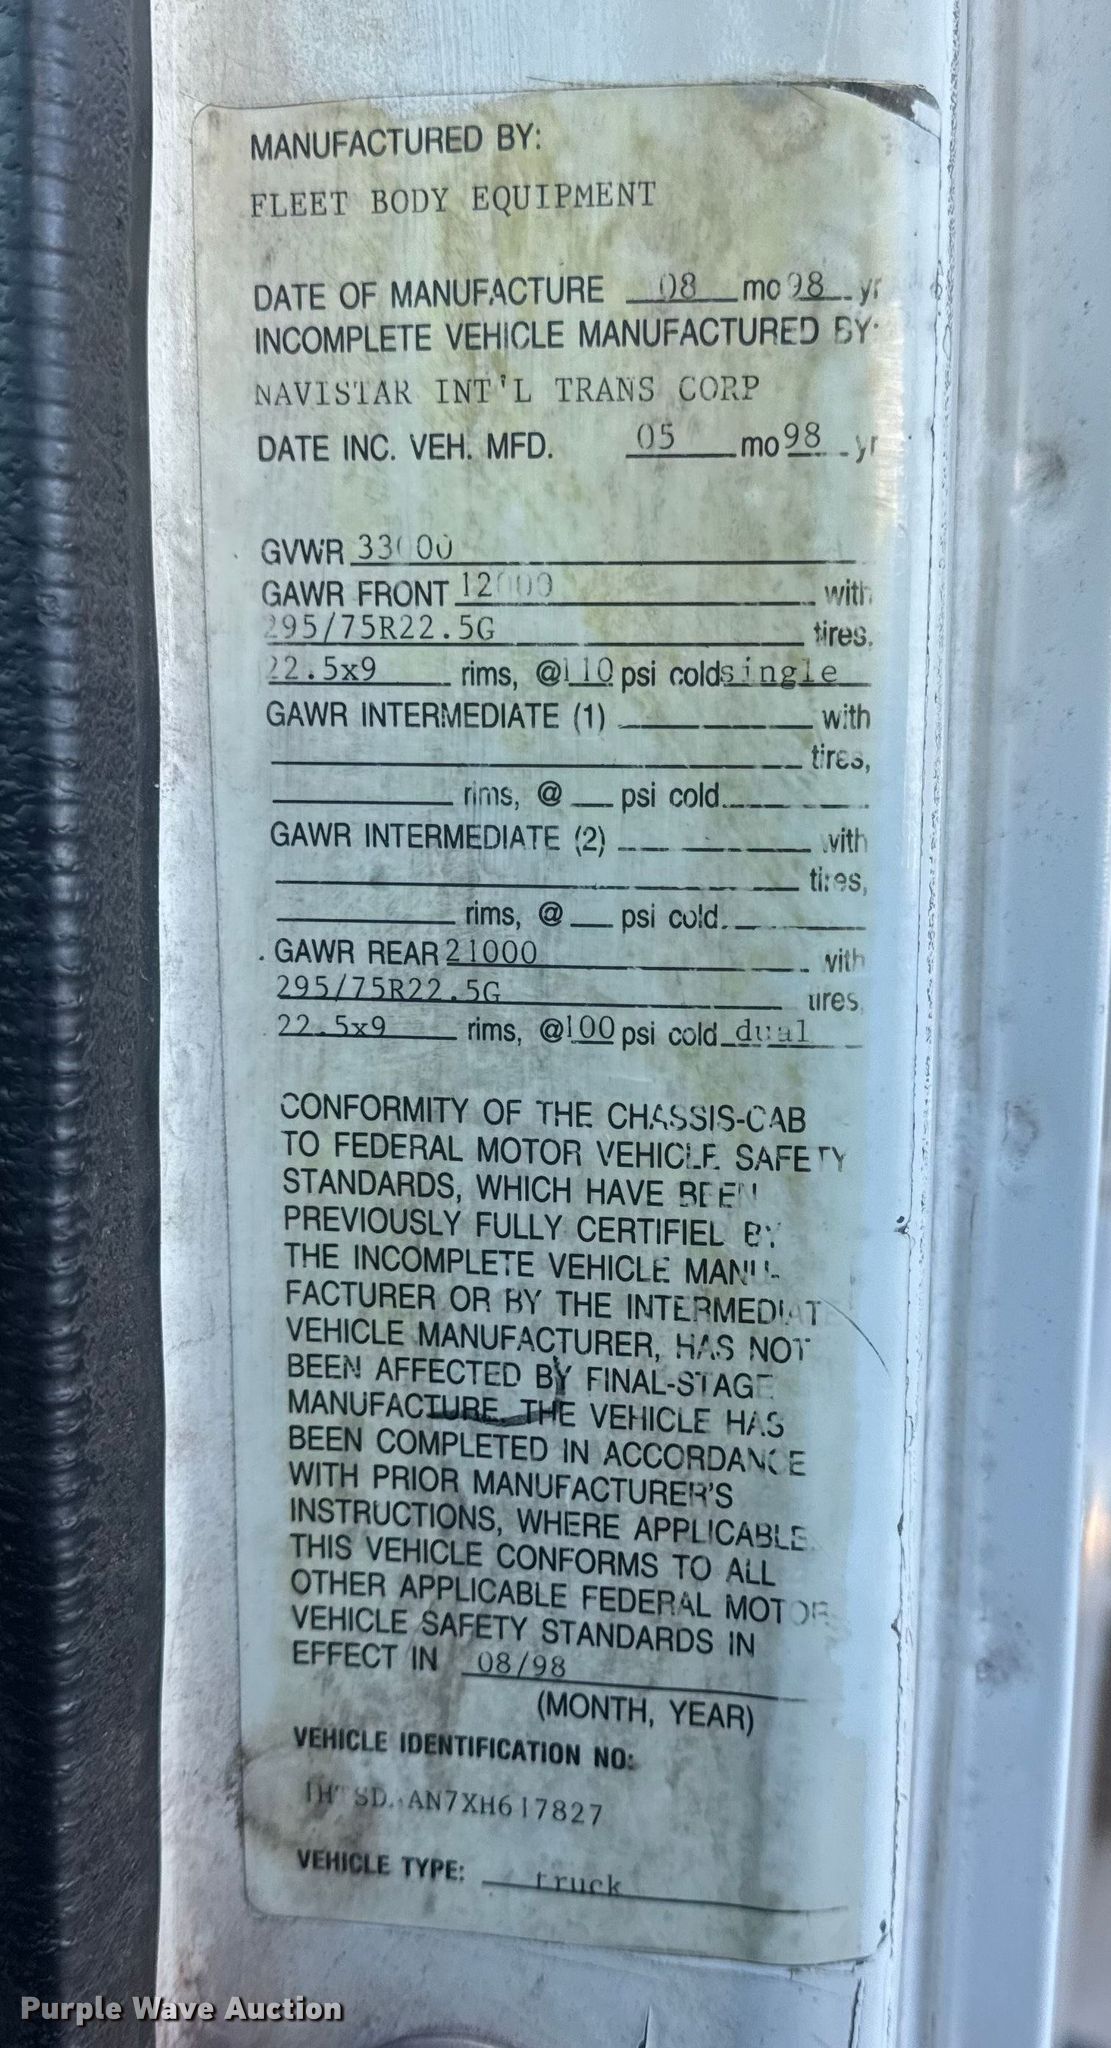 MANUFACTURED BY:
FLEET BODY EQUIPMENT
DATE OF MANUFACTURE 08 mo 98 yr
INCOMPLETE VEHICLE MANUFACTURED BY:
NAVISTAR INT'L TRANS CORP
DATE INC. VEH. MFD. 05 mo 98 yr
GVWR 33000
GAWR FRONT 12000 with
295/75R22.5G tires,
22.5x9 rims, @110 psi cold single
GAWR INTERMEDIATE (1) with
tires,
rims, @ psi cold
GAWR INTERMEDIATE (2) with
tires,
rims, @ psi cold
GAWR REAR 21000 with
295/75R22.5G tires,
22.5x9 rims, @100 psi cold dual
CONFORMITY OF THE CHASSIS-CAB
TO FEDERAL MOTOR VEHICLE SAFETY
STANDARDS, WHICH HAVE BEEN
PREVIOUSLY FULLY CERTIFIED BY
THE INCOMPLETE VEHICLE MANU-
FACTURER OR BY THE INTERMEDIATE
VEHICLE MANUFACTURER, HAS NOT
BEEN AFFECTED BY FINAL-STAGE
MANUFACTURE. THE VEHICLE HAS
BEEN COMPLETED IN ACCORDANCE
WITH PRIOR MANUFACTURER'S
INSTRUCTIONS, WHERE APPLICABLE.
THIS VEHICLE CONFORMS TO ALL
OTHER APPLICABLE FEDERAL MOTOR
VEHICLE SAFETY STANDARDS IN
EFFECT IN 08/98
(MONTH, YEAR)
VEHICLE IDENTIFICATION NO:
VEHICLE TYPE: truck
Purple Wave Auction